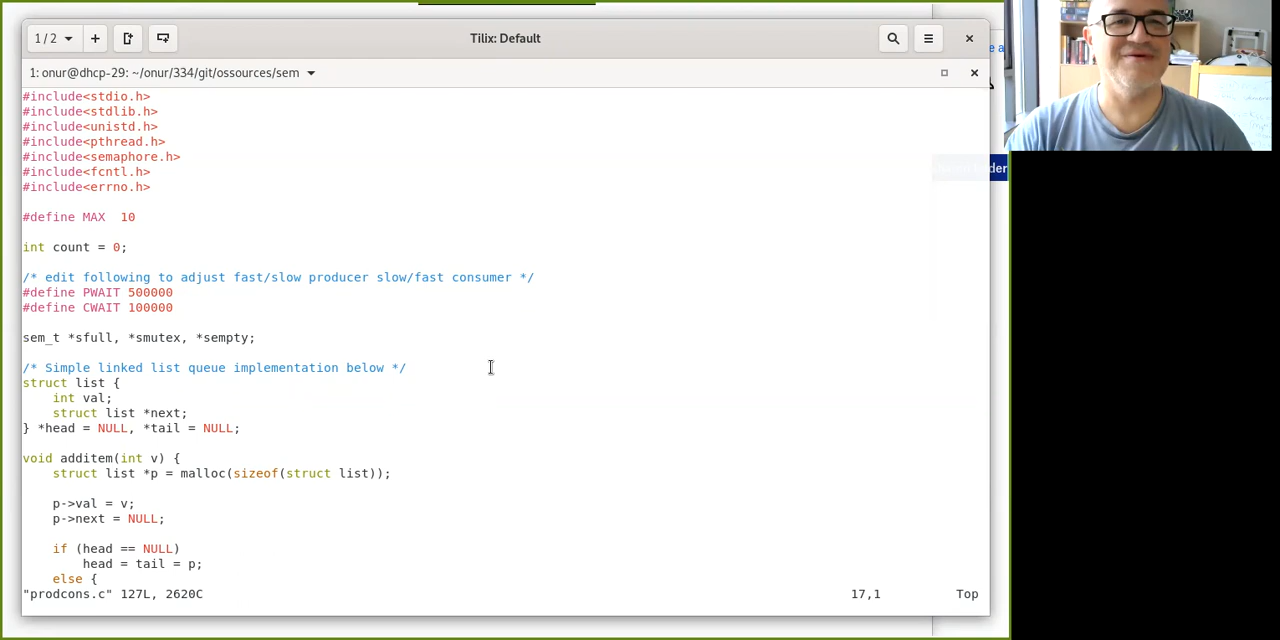 1 / 2
Tilix: Default
1: onur@dhcp-29: ~/onur/334/git/ossources/sem
#include<stdio.h>
#include<stdlib.h>
#include<unistd.h>
#include<pthread.h>
#include<semaphore.h>
#include<fcntl.h>
#include<errno.h>
#define MAX  10
int count = 0;
/* edit following to adjust fast/slow producer slow/fast consumer */
#define PWAIT 500000
#define CWAIT 100000
sem_t *sfull, *smutex, *sempty;
/* Simple linked list queue implementation below */
struct list {
    int val;
    struct list *next;
} *head = NULL, *tail = NULL;
void additem(int v) {
    struct list *p = malloc(sizeof(struct list));
    p->val = v;
    p->next = NULL;
    if (head == NULL)
        head = tail = p;
    else {
"prodcons.c" 127L, 2620C 17,1 Top